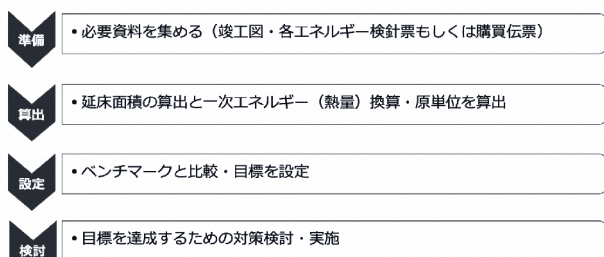 準備
• 必要資料を集める（竣工図・各エネルギー検針票もしくは購買伝票）
算出
• 延床面積の算出と一次エネルギー（熱量）換算・原単位を算出
設定
• ベンチマークと比較・目標を設定
検討
• 目標を達成するための対策検討・実施